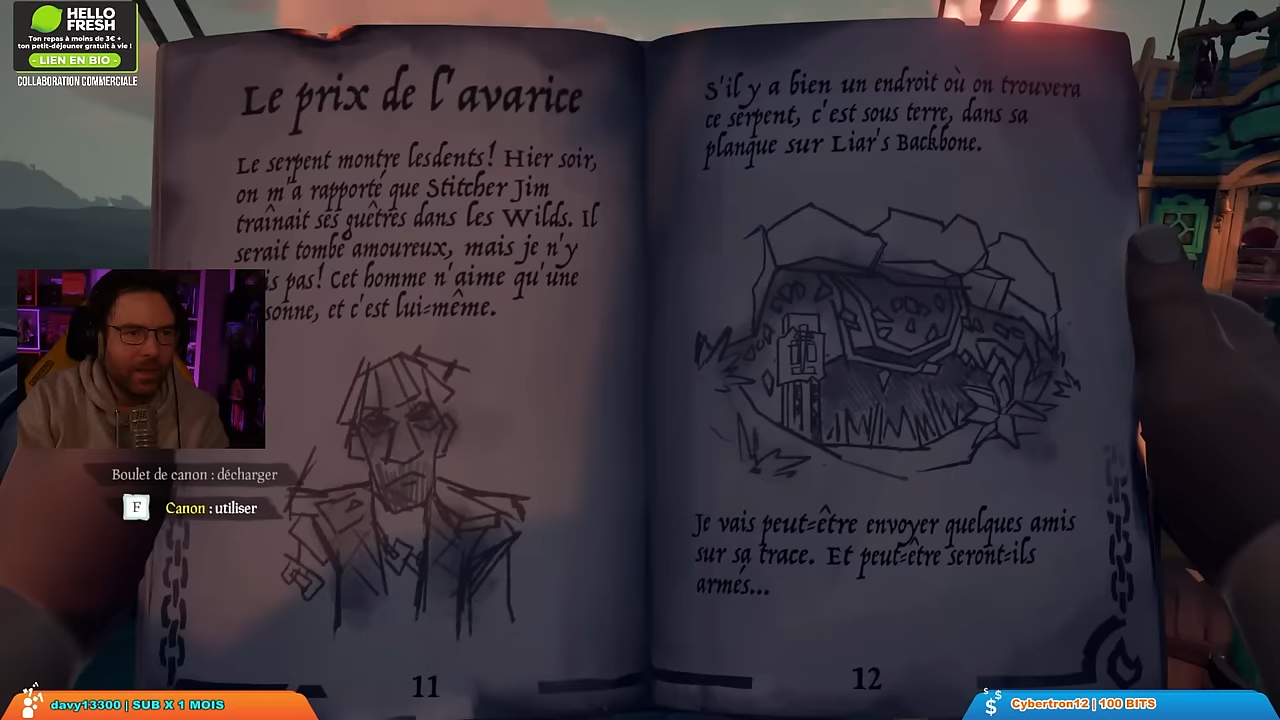 HELLO
FRESH
Ton repas à moins de 3€ +
ton petit-déjeuner gratuit à vie !
- LIEN EN BIO -
COLLABORATION COMMERCIALE
Le prix de l'avarice
Le serpent montre lesdents! Hier soir,
on m'a rapporté que Stitcher Jim
traînait ses guêtres dans les Wilds. Il
serait tombé amoureux, mais je n'y
is pas! Cet homme n'aime qu'une
sonne, et c'est lui=même.
11
S'il y a bien un endroit où on trouvera
ce serpent, c'est sous terre, dans sa
planque sur Liar's Backbone.
Je vais peut=être envoyer quelques amis
sur sa trace. Et peut=être seront=ils
armés...
12
Boulet de canon : décharger
F Canon : utiliser
davy13300 | SUB X 1 MOIS
Cybertron12 | 100 BITS